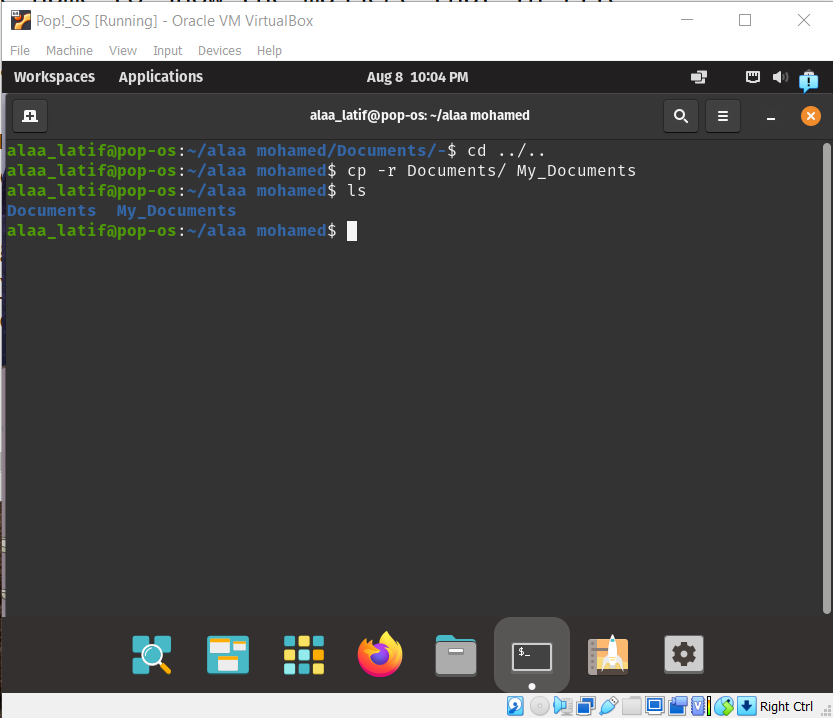 Pop!_OS [Running] - Oracle VM VirtualBox
File Machine View Input Devices Help
Workspaces Applications Aug 8 10:04 PM
alaa_latif@pop-os: ~/alaa mohamed
alaa_latif@pop-os:~/alaa mohamed/Documents/-$ cd ../..
alaa_latif@pop-os:~/alaa mohamed$ cp -r Documents/ My_Documents
alaa_latif@pop-os:~/alaa mohamed$ ls
Documents My_Documents
alaa_latif@pop-os:~/alaa mohamed$
$_
Right Ctrl